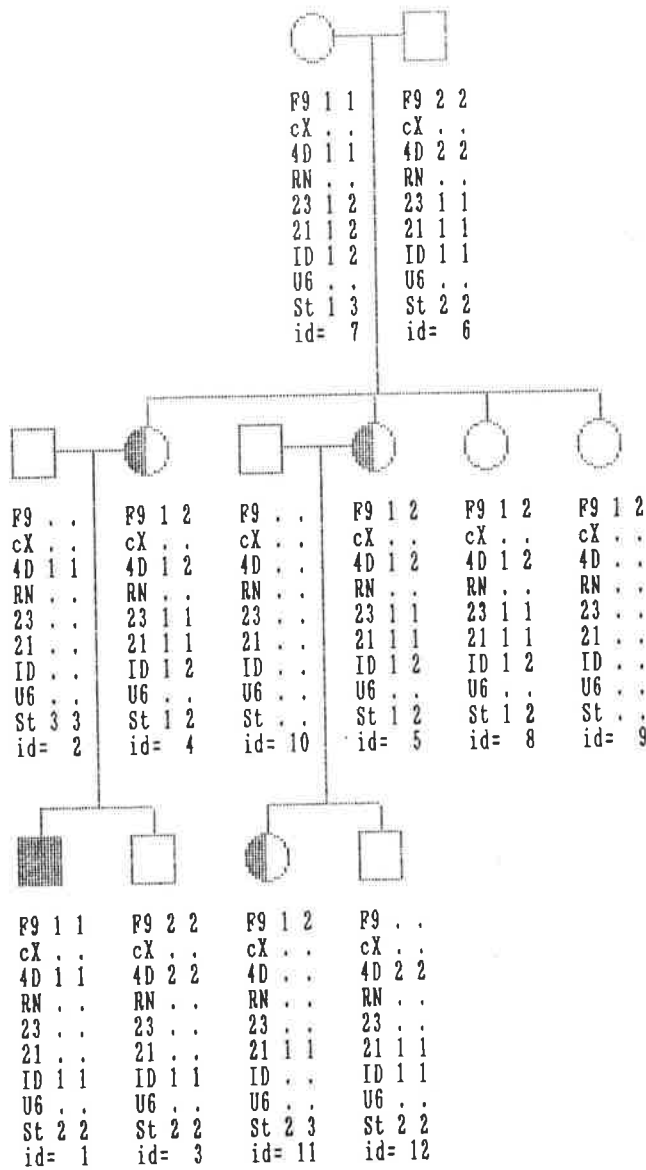 F9 1 1
cX . .
4D 1 1
RN . .
23 1 2
21 1 2
ID 1 2
U6 . .
St 1 3
id= 7
F9 2 2
cX . .
4D 2 2
RN . .
23 1 1
21 1 1
ID 1 1
U6 . .
St 2 2
id= 6
F9 . .
cX . .
4D 1 1
RN . .
23 . .
21 . .
ID . .
U6 . .
St 3 3
id= 2
F9 1 2
cX . .
4D 1 2
RN . .
23 1 1
21 1 1
ID 1 2
U6 . .
St 1 2
id= 4
F9 . .
cX . .
4D . .
RN . .
23 . .
21 . .
ID . .
U6 . .
St . .
id= 10
F9 1 2
cX . .
4D 1 2
RN . .
23 1 1
21 1 1
ID 1 2
U6 . .
St 1 2
id= 5
F9 1 2
cX . .
4D 1 2
RN . .
23 1 1
21 1 1
ID 1 2
U6 . .
St 1 2
id= 8
F9 1 2
cX . .
4D . .
RN . .
23 . .
21 . .
ID . .
U6 . .
St . .
id= 9
F9 1 1
cX . .
4D 1 1
RN . .
23 . .
21 . .
ID 1 1
U6 . .
St 2 2
id= 1
F9 2 2
cX . .
4D 2 2
RN . .
23 . .
21 . .
ID 1 1
U6 . .
St 2 2
id= 3
F9 1 2
cX . .
4D . .
RN . .
23 . .
21 1 1
ID . .
U6 . .
St 2 3
id= 11
F9 . .
cX . .
4D 2 2
RN . .
23 . .
21 1 1
ID 1 1
U6 . .
St 2 2
id= 12